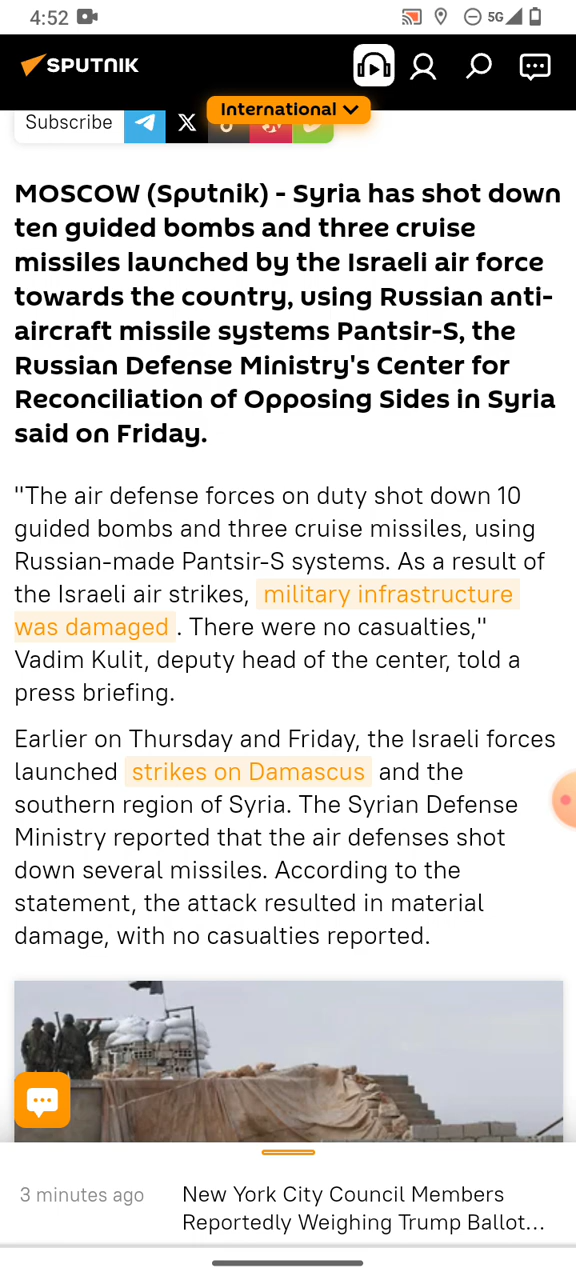 4:52
5G
SPUTNIK
International
Subscribe
MOSCOW (Sputnik) - Syria has shot down
ten guided bombs and three cruise
missiles launched by the Israeli air force
towards the country, using Russian anti-
aircraft missile systems Pantsir-S, the
Russian Defense Ministry's Center for
Reconciliation of Opposing Sides in Syria
said on Friday.
"The air defense forces on duty shot down 10
guided bombs and three cruise missiles, using
Russian-made Pantsir-S systems. As a result of
the Israeli air strikes, military infrastructure
was damaged . There were no casualties,"
Vadim Kulit, deputy head of the center, told a
press briefing.
Earlier on Thursday and Friday, the Israeli forces
launched strikes on Damascus and the
southern region of Syria. The Syrian Defense
Ministry reported that the air defenses shot
down several missiles. According to the
statement, the attack resulted in material
damage, with no casualties reported.
3 minutes ago
New York City Council Members
Reportedly Weighing Trump Ballot...